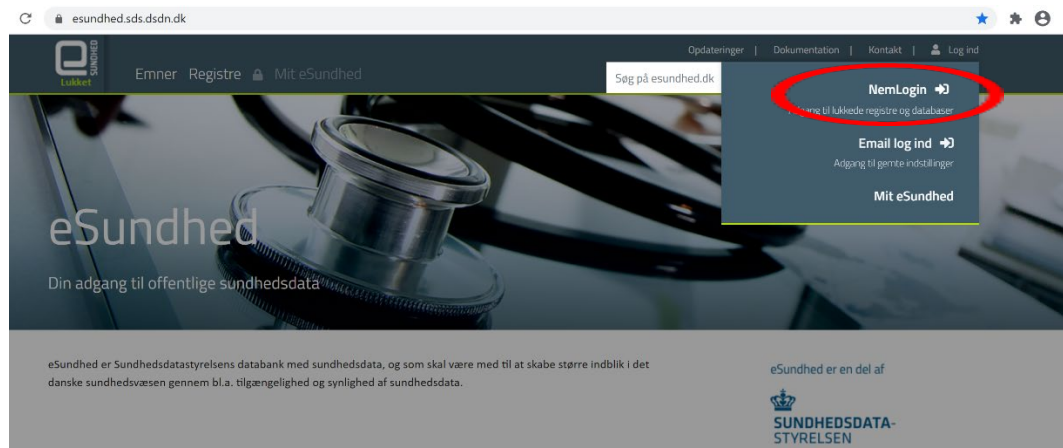 esundhed.sds.dsdn.dk
Opdateringer | Dokumentation | Kontakt | Log ind
SUNDHED
Lukket
Emner Registre Mit eSundhed
Søg på esundhed.dk
NemLogin
Adgang til lukkede registre og databaser
Email log ind
Adgang til gemte indstillinger
Mit eSundhed
eSundhed
Din adgang til offentlige sundhedsdata
eSundhed er Sundhedsdatastyrelsens databank med sundhedsdata, og som skal være med til at skabe større indblik i det
danske sundhedsvæsen gennem bl.a. tilgængelighed og synlighed af sundhedsdata.
eSundhed er en del af
SUNDHEDSDATA-
STYRELSEN